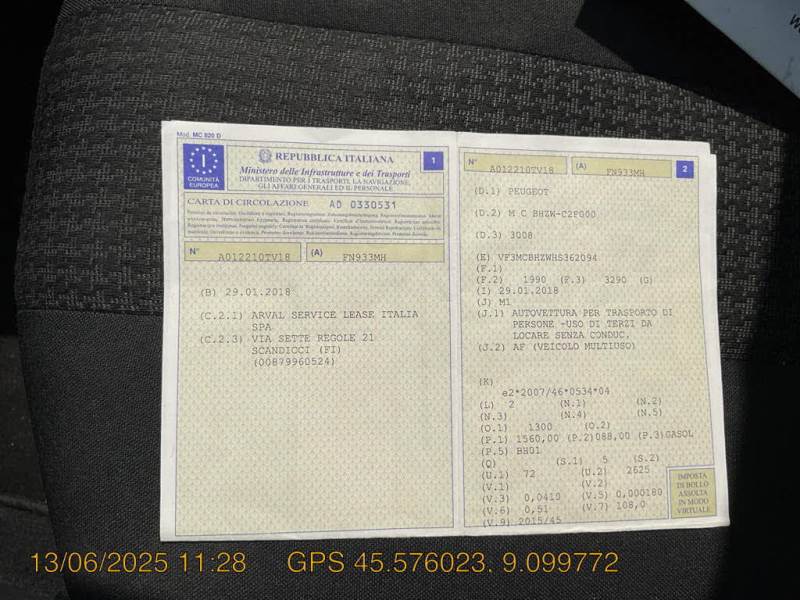 Mod. MC 820 D
COMUNITÀ
EUROPEA
I
REPUBBLICA ITALIANA
1
Ministero delle Infrastrutture e dei Trasporti
DIPARTIMENTO PER I TRASPORTI, LA NAVIGAZIONE,
GLI AFFARI GENERALI ED IL PERSONALE
CARTA DI CIRCOLAZIONE AD 0330531
N° A012210TV18 (A) FN933MH
(B) 29.01.2018
(C.2.1) ARVAL SERVICE LEASE ITALIA
SPA
(C.2.3) VIA SETTE REGOLE 21
SCANDICCI (FI)
(00879960524)
N° A012210TV18 (A) FN933MH 2
(D.1) PEUGEOT
(D.2) M C BHZW-C2P000
(D.3) 3008
(E) VF3MCBHZWHS362094
(F.1)
(F.2) 1990 (F.3) 3290 (G)
(I) 29.01.2018
(J) M1
(J.1) AUTOVETTURA PER TRASPORTO DI
PERSONE -USO DI TERZI DA
LOCARE SENZA CONDUC.
(J.2) AF (VEICOLO MULTIUSO)
(K)
e2*2007/46*0534*04
(L) 2 (N.1) (N.2)
(N.3) (N.4) (N.5)
(O.1) 1300 (O.2)
(P.1) 1560,00 (P.2)088,00 (P.3)GASOL
(P.5) BH01
(Q) (S.1) 5 (S.2)
(U.1) 72 (U.2) 2625
(V.1) (V.2)
(V.3) 0,0410 (V.5) 0,000180
(V.6) 0,51 (V.7) 108,0
(V.9) 2015/45
IMPOSTA
DI BOLLO
ASSOLTA
IN MODO
VIRTUALE
13/06/2025 11:28 GPS 45.576023, 9.099772